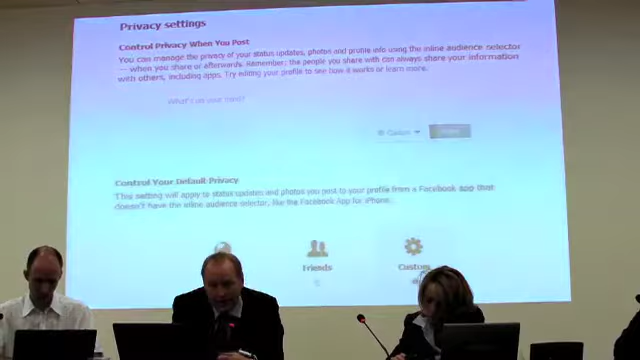 Privacy settings
Control Privacy When You Post
You can manage the privacy of your status updates, photos and profile info using the inline audience selector
— when you share or afterwards. Remember: the people you share with can always share your information
with others, including apps. Try editing your profile to see how it works or learn more.
What's on your mind?
Custom
Control Your Default Privacy
This setting will apply to status updates and photos you post to your profile from a Facebook app that
doesn't have the inline audience selector, like the Facebook App for iPhone.
Friends
Custom